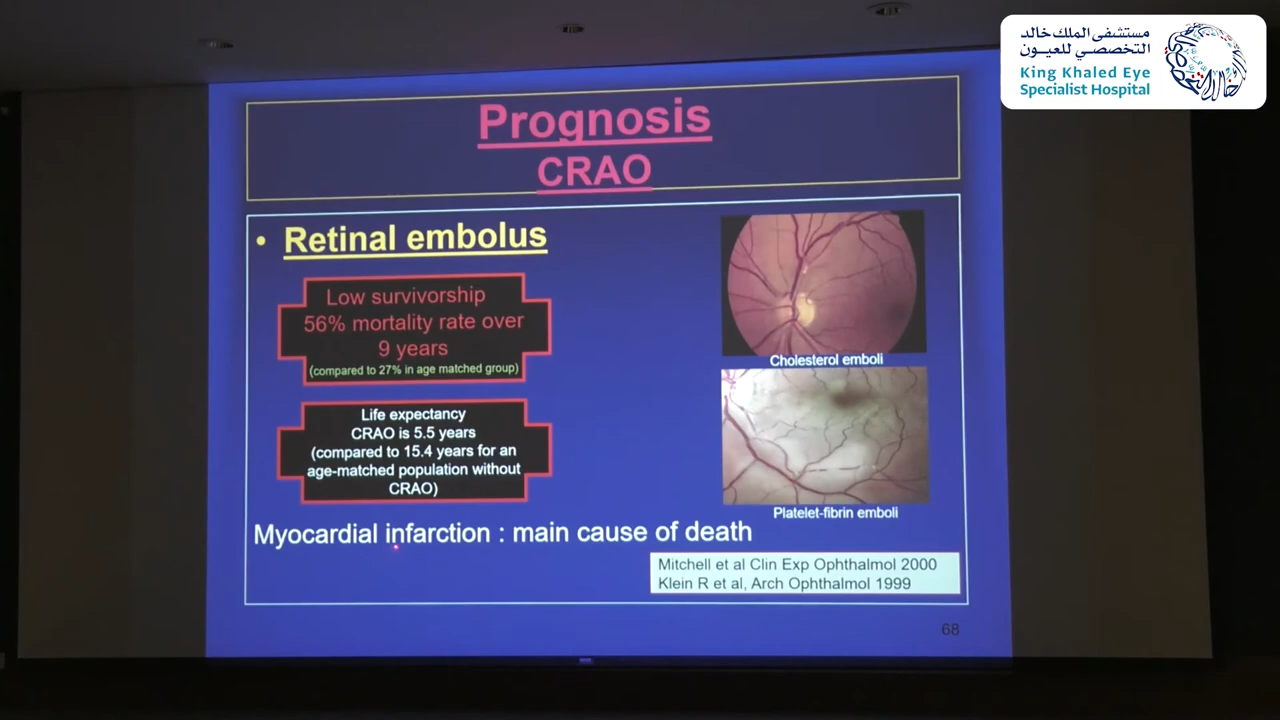 مستشفى الملك خالد
التخصصي للعيون
King Khaled Eye
Specialist Hospital
Prognosis
CRAO
• Retinal embolus
Low survivorship
56% mortality rate over
9 years
(compared to 27% in age matched group)
Life expectancy
CRAO is 5.5 years
(compared to 15.4 years for an
age-matched population without
CRAO)
Cholesterol emboli
Platelet-fibrin emboli
Myocardial infarction : main cause of death
Mitchell et al Clin Exp Ophthalmol 2000
Klein R et al, Arch Ophthalmol 1999
68